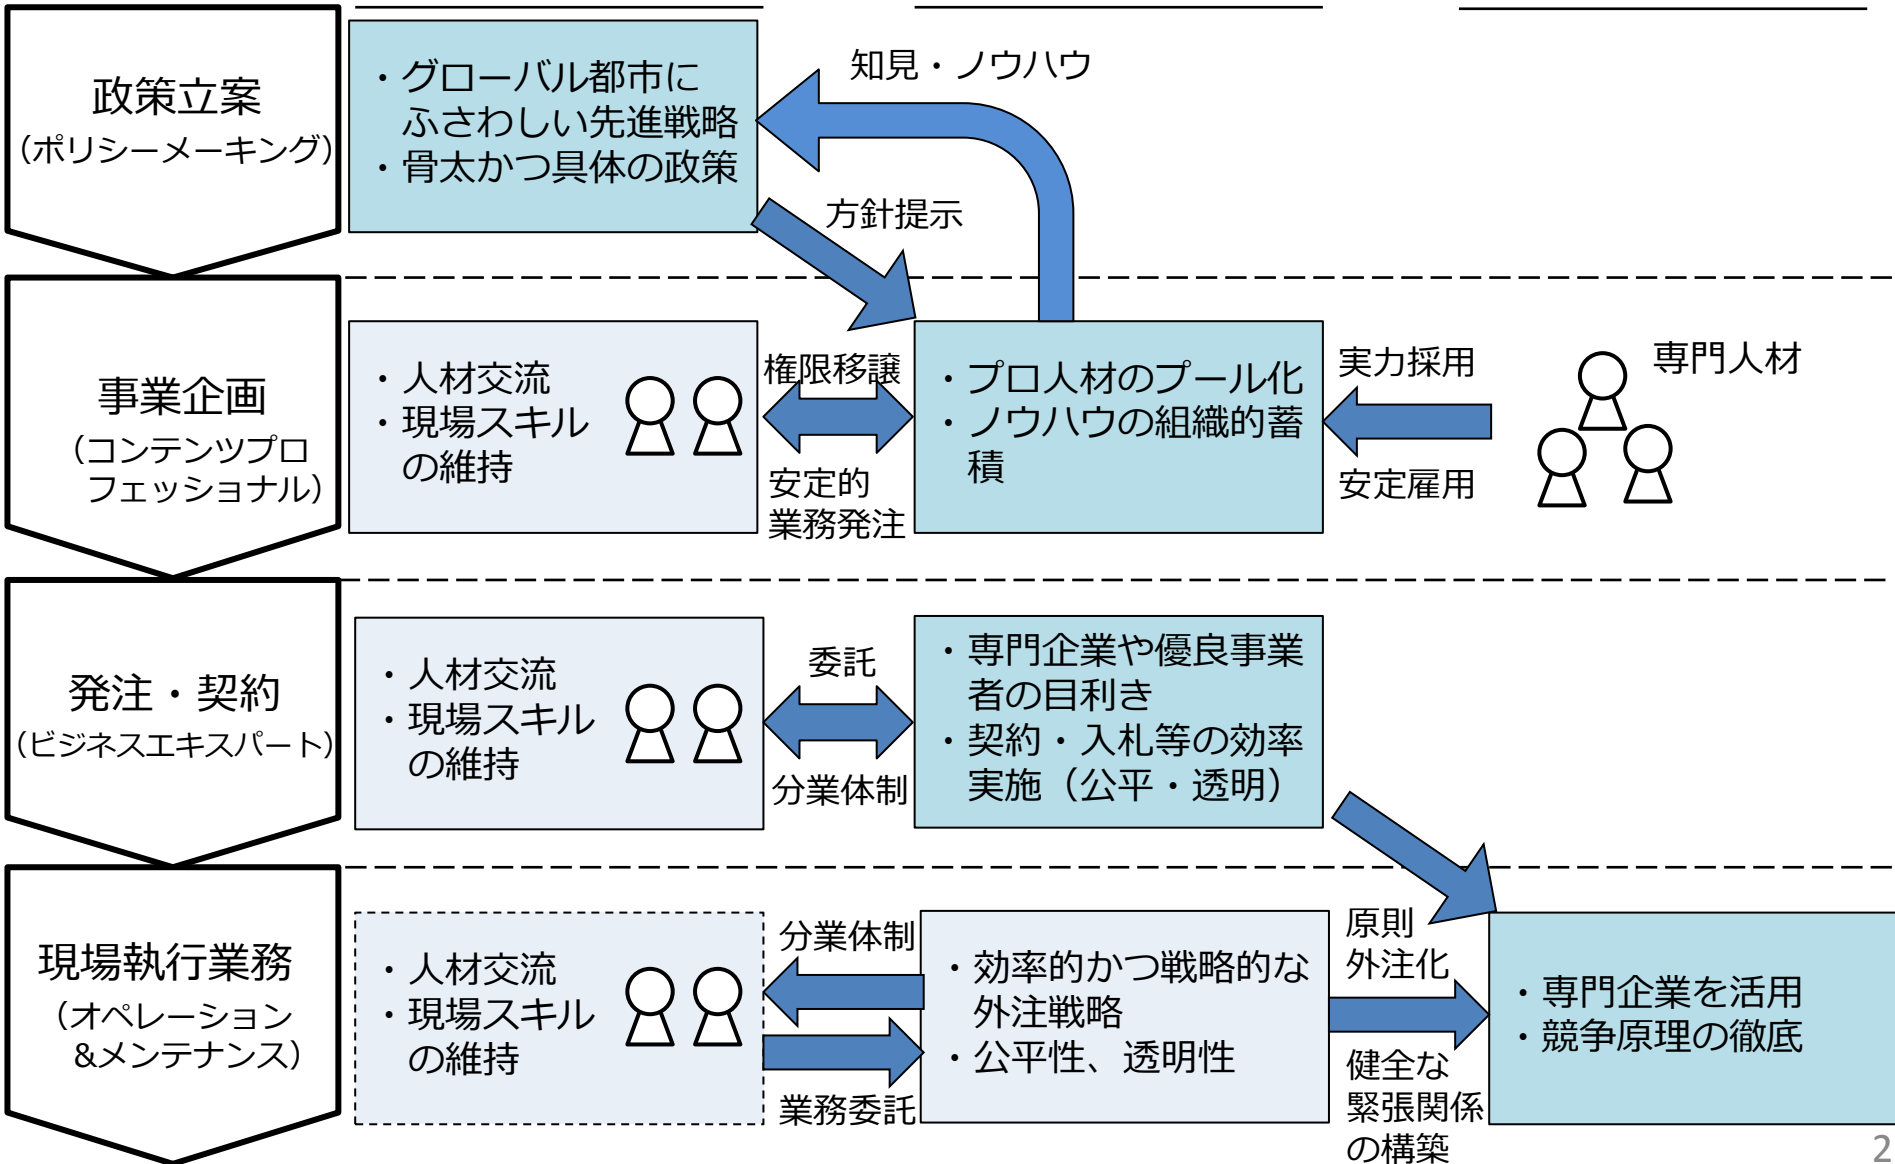 政策立案
（ポリシーメーキング）
・グローバル都市に
ふさわしい先進戦略
・骨太かつ具体の政策
知見・ノウハウ
方針提示
事業企画
（コンテンツプロ
フェッショナル）
・人材交流
・現場スキル
の維持
権限移譲
安定的
業務発注
・プロ人材のプール化
・ノウハウの組織的蓄
積
実力採用
安定雇用
専門人材
発注・契約
（ビジネスエキスパート）
・人材交流
・現場スキル
の維持
委託
分業体制
・専門企業や優良事業
者の目利き
・契約・入札等の効率
実施（公平・透明）
現場執行業務
（オペレーション
&メンテナンス）
・人材交流
・現場スキル
の維持
分業体制
業務委託
・効率的かつ戦略的な
外注戦略
・公平性、透明性
原則
外注化
健全な
緊張関係
の構築
・専門企業を活用
・競争原理の徹底
2